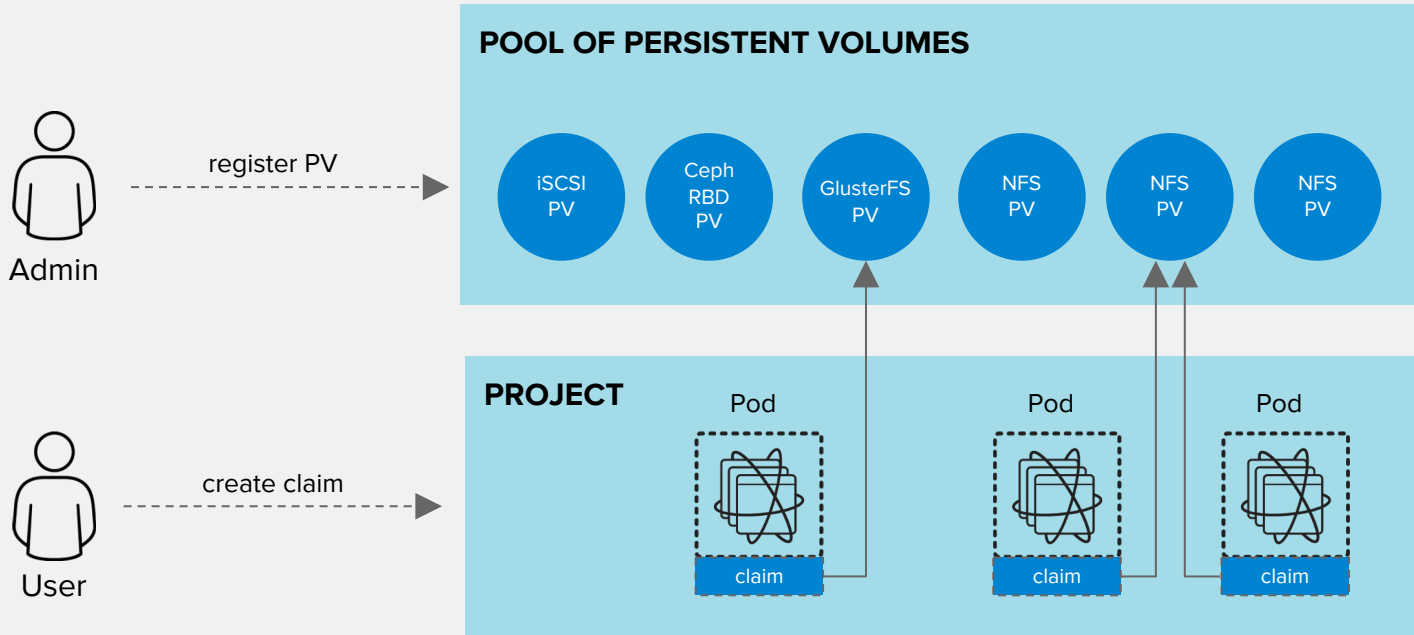 POOL OF PERSISTENT VOLUMES
register PV
Admin
iSCSI
PV
Ceph
RBD
PV
GlusterFS
PV
NFS
PV
NFS
PV
NFS
PV
PROJECT
Pod
Pod
Pod
create claim
User
claim
claim
claim